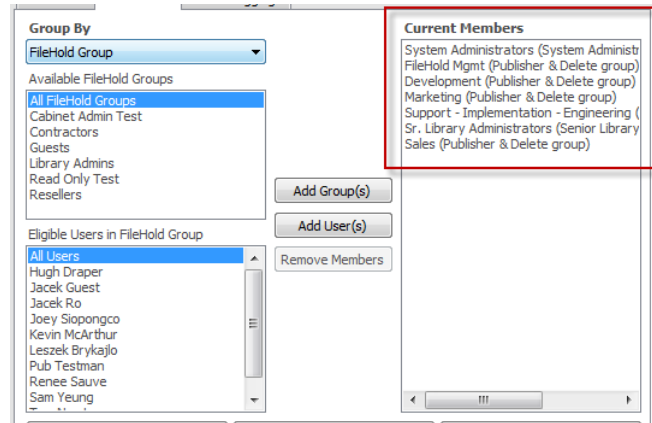 Group By
FileHold Group
Available FileHold Groups
All FileHold Groups
Cabinet Admin Test
Contractors
Guests
Library Admins
Read Only Test
Resellers
Eligible Users in FileHold Group
All Users
Hugh Draper
Jacek Guest
Jacek Ro
Joey Siopongco
Kevin McArthur
Leszek Brykajlo
Pub Testman
Renee Sauve
Sam Yeung
Add Group(s)
Add User(s)
Remove Members
Current Members
System Administrators (System Administr
FileHold Mgmt (Publisher & Delete group)
Development (Publisher & Delete group)
Marketing (Publisher & Delete group)
Support - Implementation - Engineering (
Sr. Library Administrators (Senior Library
Sales (Publisher & Delete group)